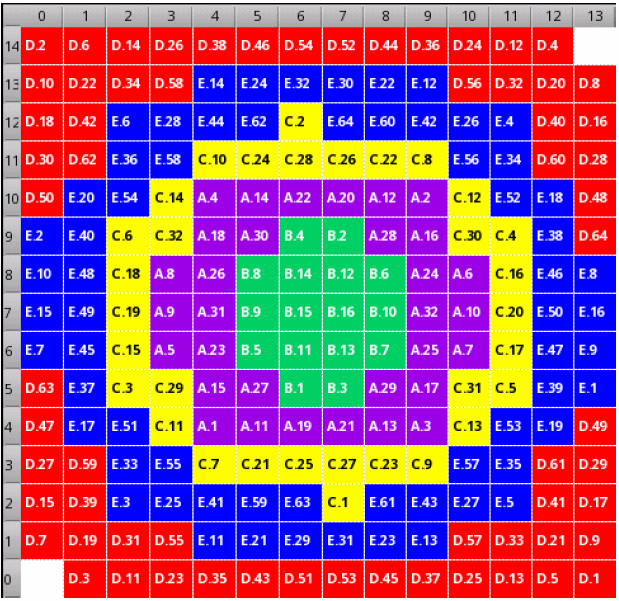 0 1 2 3 4 5 6 7 8 9 10 11 12 13
14 D.2 D.6 D.14 D.26 D.38 D.46 D.54 D.52 D.44 D.36 D.24 D.12 D.4
13 D.10 D.22 D.34 D.58 E.14 E.24 E.32 E.30 E.22 E.12 D.56 D.32 D.20 D.8
12 D.18 D.42 E.6 E.28 E.44 E.62 C.2 E.64 E.60 E.42 E.26 E.4 D.40 D.16
11 D.30 D.62 E.36 E.58 C.10 C.24 C.28 C.26 C.22 C.8 E.56 E.34 D.60 D.28
10 D.50 E.20 E.54 C.14 A.4 A.14 A.22 A.20 A.12 A.2 C.12 E.52 E.18 D.48
9 E.2 E.40 C.6 C.32 A.18 A.30 B.4 B.2 A.28 A.16 C.30 C.4 E.38 D.64
8 E.10 E.48 C.18 A.8 A.26 B.8 B.14 B.12 B.6 A.24 A.6 C.16 E.46 E.8
7 E.15 E.49 C.19 A.9 A.31 B.9 B.15 B.16 B.10 A.32 A.10 C.20 E.50 E.16
6 E.7 E.45 C.15 A.5 A.23 B.5 B.11 B.13 B.7 A.25 A.7 C.17 E.47 E.9
5 D.63 E.37 C.3 C.29 A.15 A.27 B.1 B.3 A.29 A.17 C.31 C.5 E.39 E.1
4 D.47 E.17 E.51 C.11 A.1 A.11 A.19 A.21 A.13 A.3 C.13 E.53 E.19 D.49
3 D.27 D.59 E.33 E.55 C.7 C.21 C.25 C.27 C.23 C.9 E.57 E.35 D.61 D.29
2 D.15 D.39 E.3 E.25 E.41 E.59 E.63 C.1 E.61 E.43 E.27 E.5 D.41 D.17
1 D.7 D.19 D.31 D.55 E.11 E.21 E.29 E.31 E.23 E.13 D.57 D.33 D.21 D.9
0 D.3 D.11 D.23 D.35 D.43 D.51 D.53 D.45 D.37 D.25 D.13 D.5 D.1